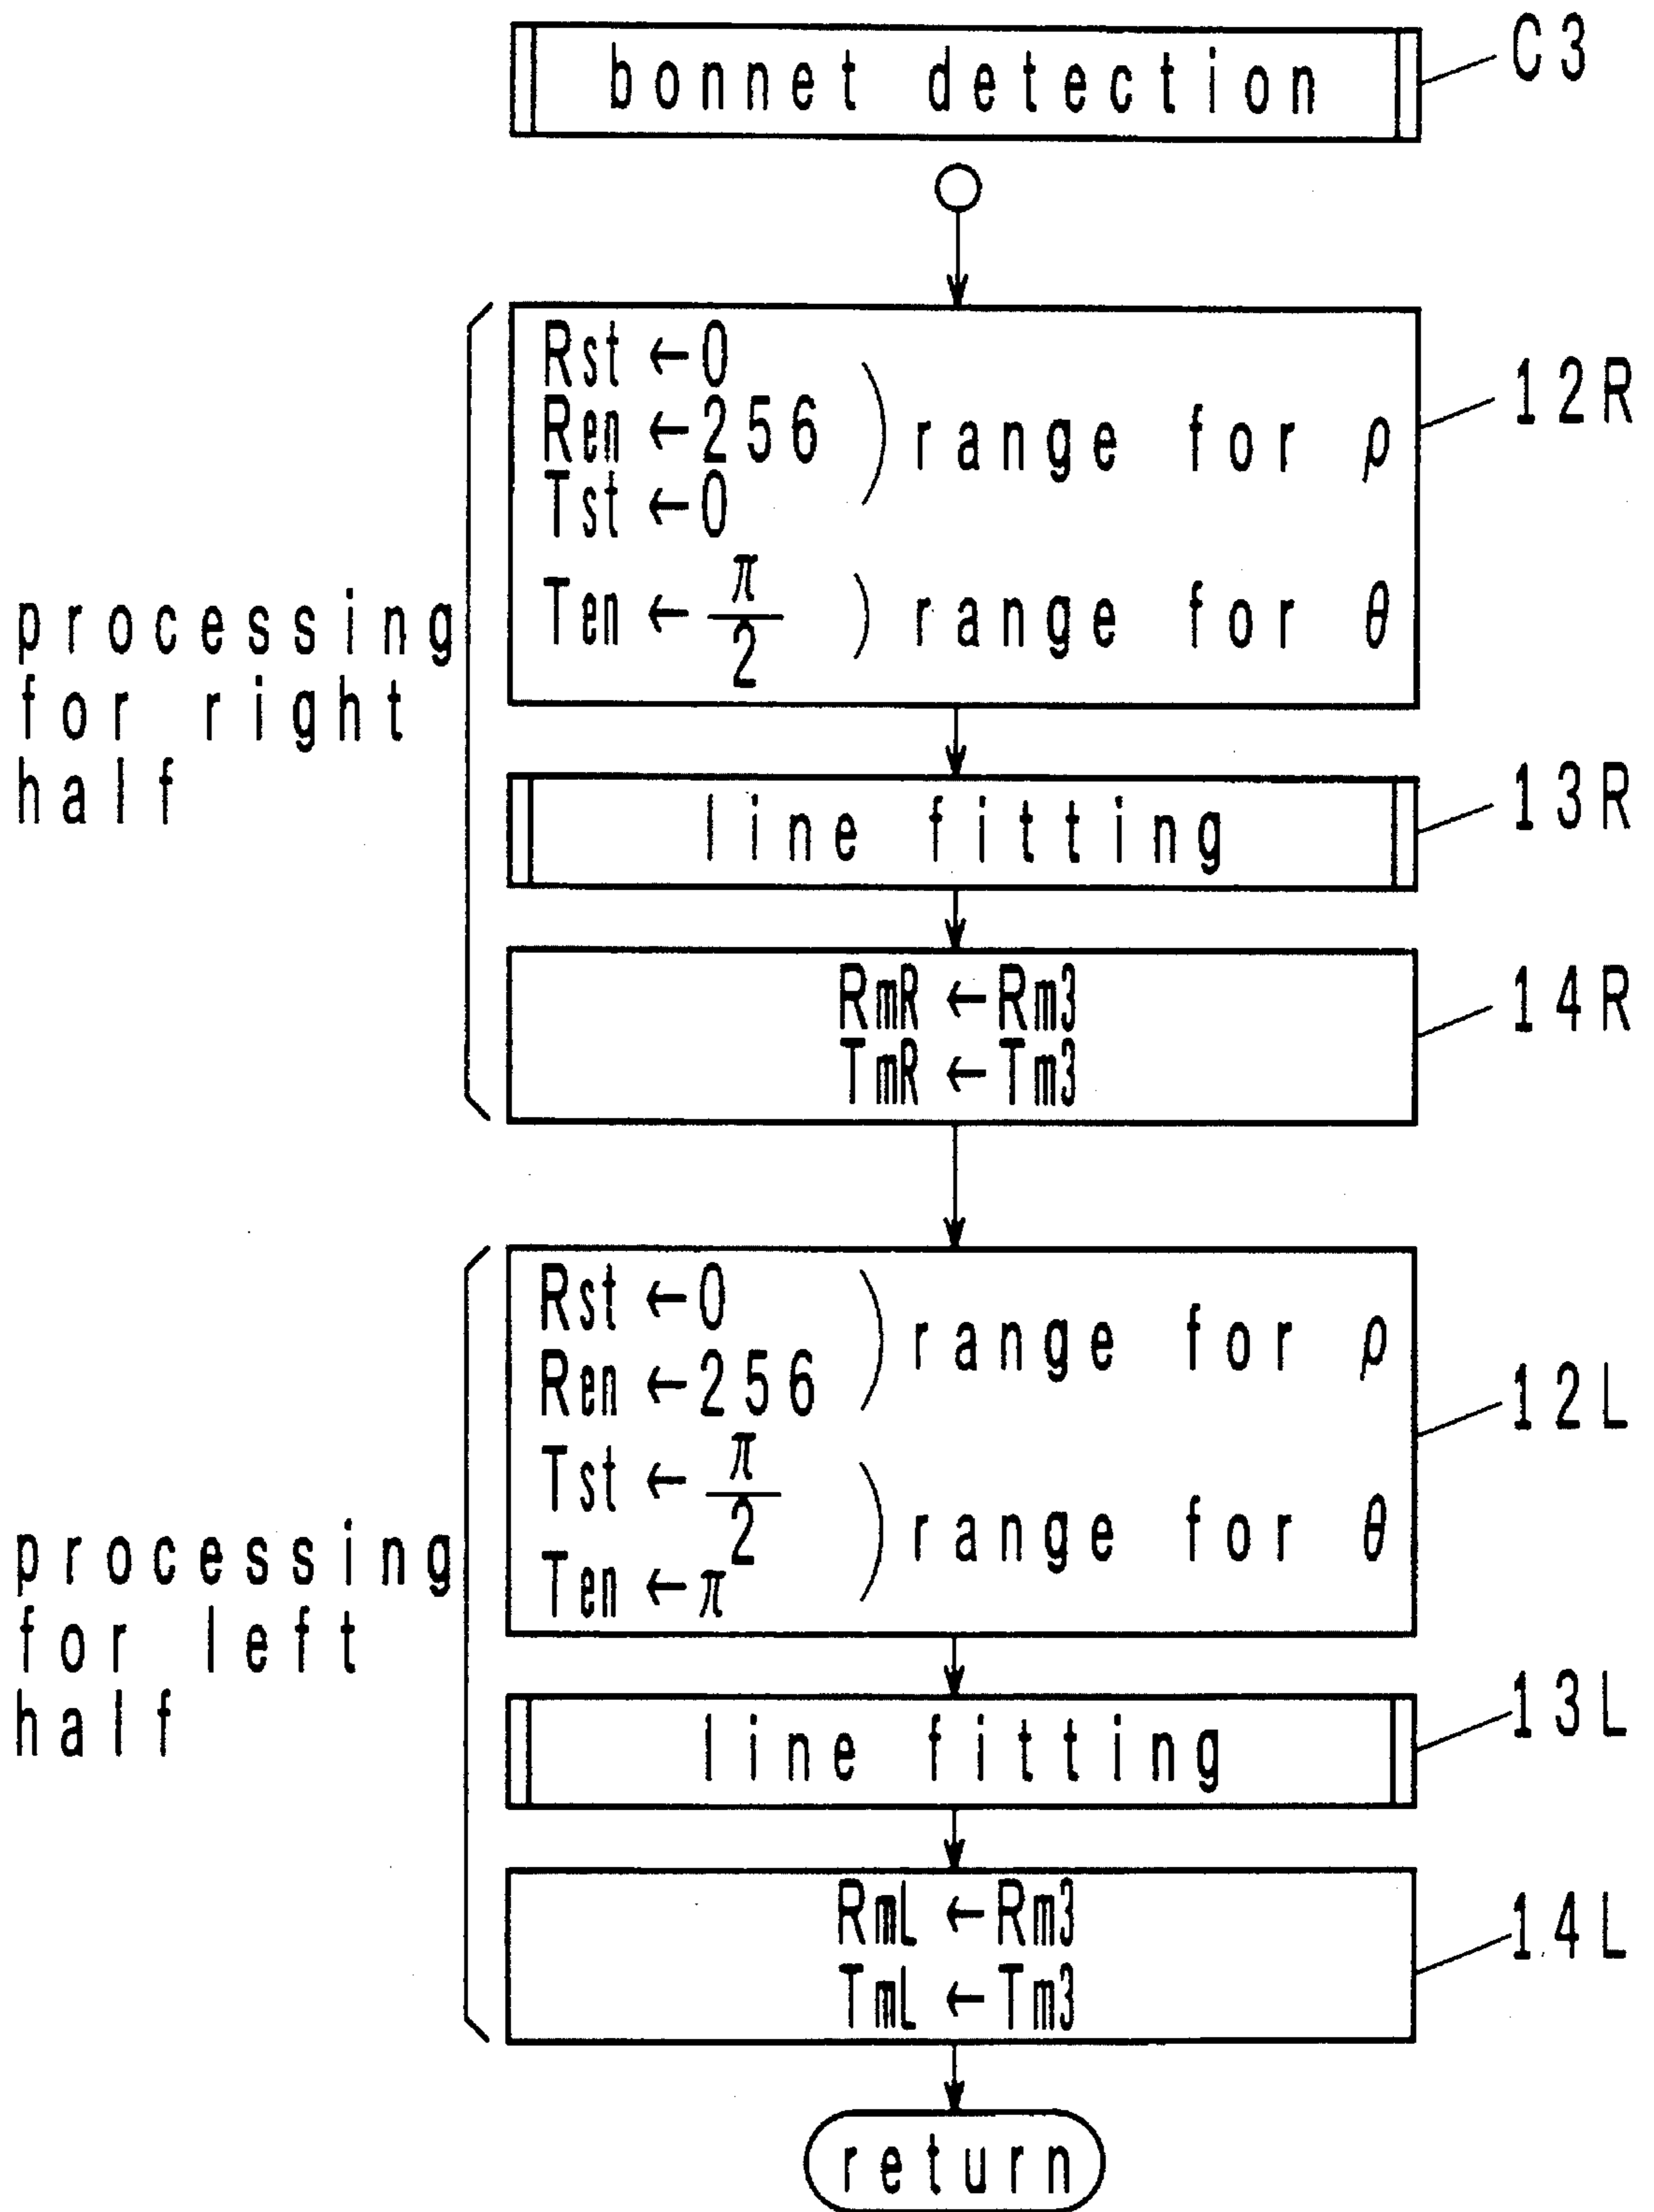 bonnet detection
C3
Rst ←0
Ren ←256
range for ρ
12R
Tst ←0
Ten ← π/2
range for θ
processing
for right
half
line fitting
13R
RmR ←Rm3
TmR ←Tm3
14R
Rst ←0
Ren ←256
range for ρ
12L
Tst ← π/2
Ten ←π
range for θ
processing
for left
half
line fitting
13L
RmL ←Rm3
TmL ←Tm3
14L
return